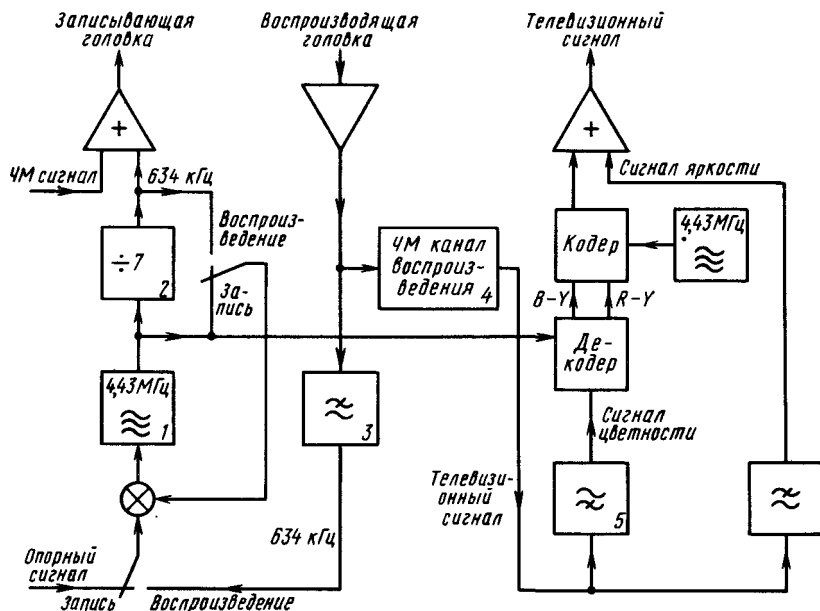 Записывающая
головка
Воспроизводящая
головка
Телевизионный
сигнал
+
+
ЧМ сигнал
634 кГц
Сигнал яркости
Воспроиз-
ведение
÷7
2
За-
пись
ЧМ канал
воспроиз-
ведения
4
Кодер
4,43МГц
B-Y
R-Y
Де-
кодер
4,43МГц
1
3
Сигнал
цветности
Телевизи-
онный
сигнал
5
634 кГц
Опорный
сигнал
Запись
Воспроизведение